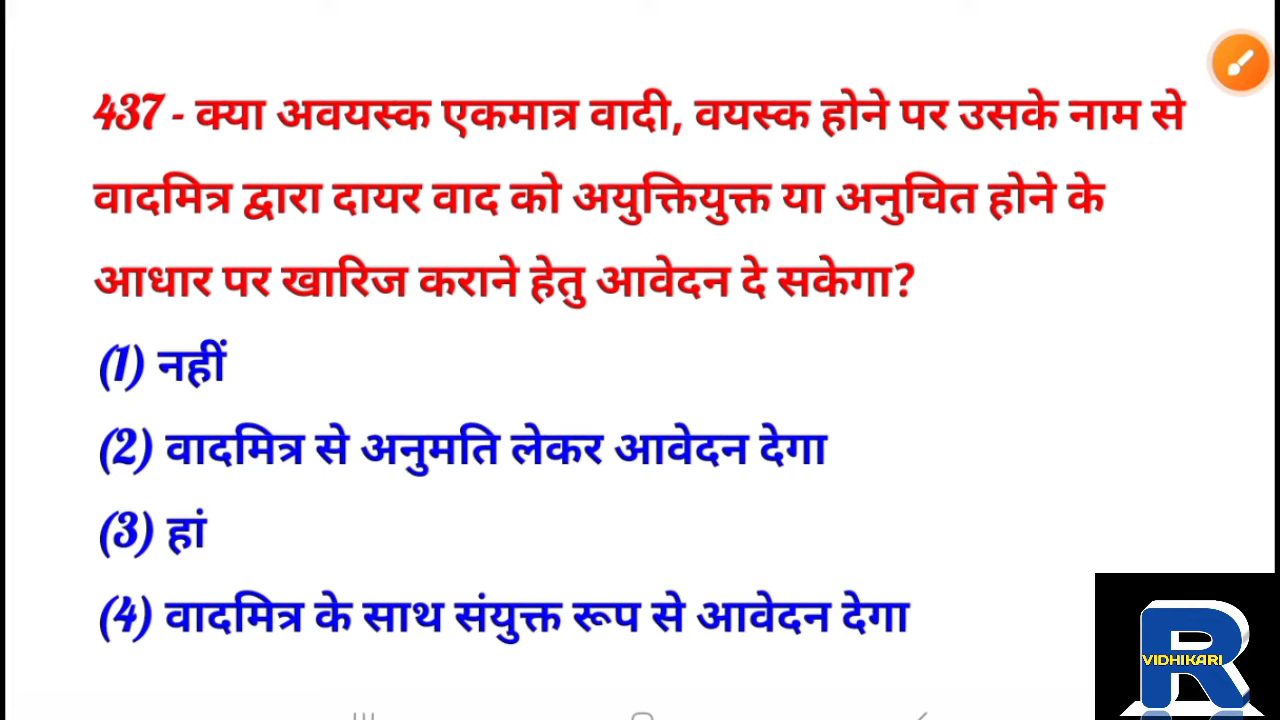 437 - क्या अवयस्क एकमात्र वादी, वयस्क होने पर उसके नाम से
वादमित्र द्वारा दायर वाद को अयुक्तियुक्त या अनुचित होने के
आधार पर खारिज कराने हेतु आवेदन दे सकेगा?
(1) नहीं
(2) वादमित्र से अनुमति लेकर आवेदन देगा
(3) हां
(4) वादमित्र के साथ संयुक्त रूप से आवेदन देगा
R
VIDHIKARI